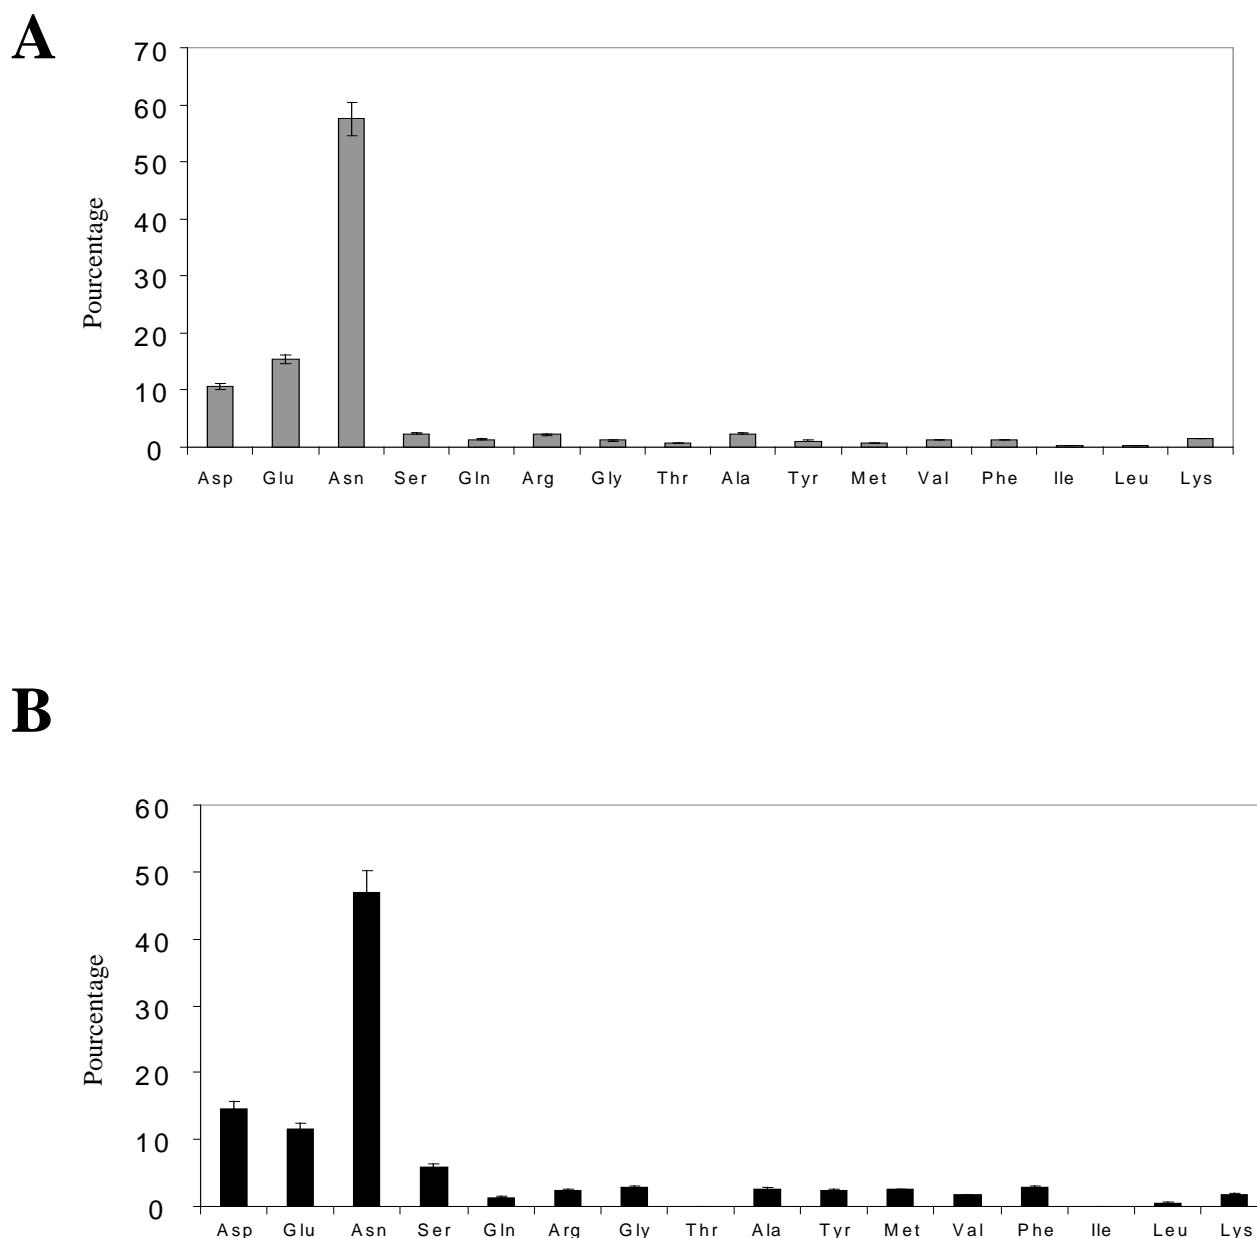 A
70
60
50
40
30
20
10
0
Pourcentage
Asp Glu Asn Ser Gln Arg Gly Thr Ala Tyr Met Val Phe Ile Leu Lys
B
60
50
40
30
20
10
0
Pourcentage
Asp Glu Asn Ser Gln Arg Gly Thr Ala Tyr Met Val Phe Ile Leu Lys